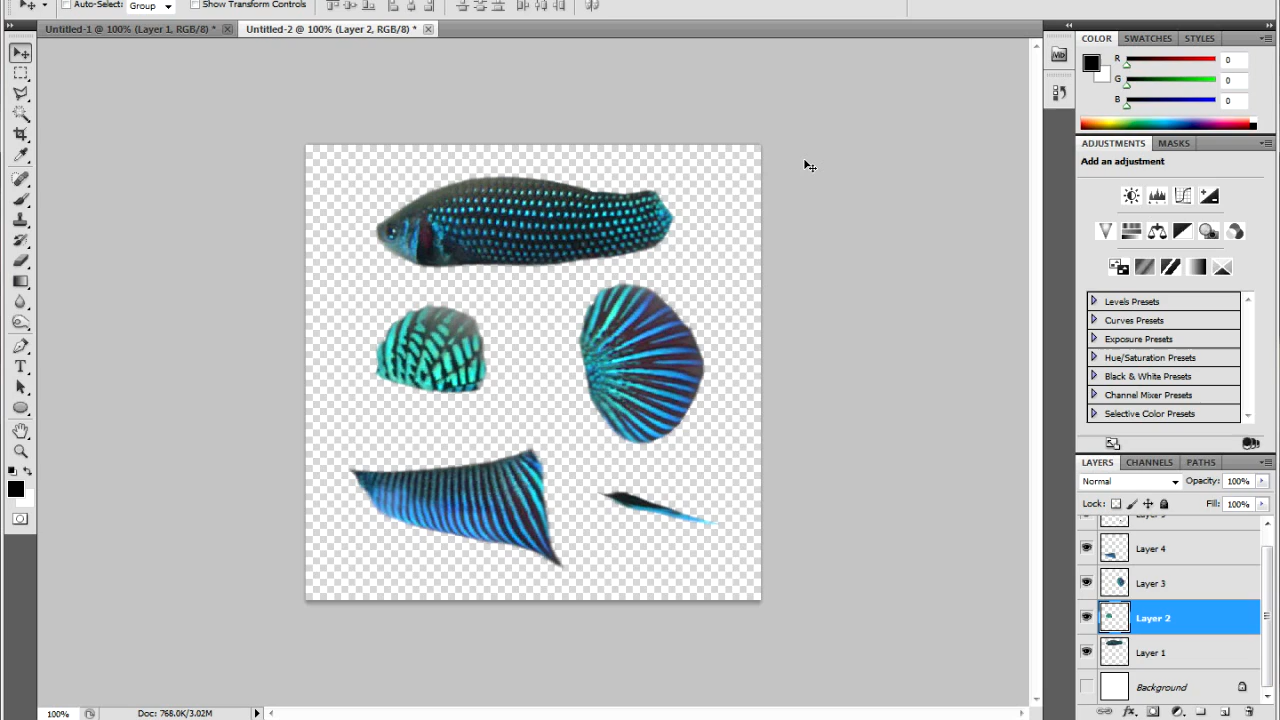 Auto-Select: Group Show Transform Controls
Untitled-1 @ 100% (Layer 1, RGB/8) * Untitled-2 @ 100% (Layer 2, RGB/8) *
COLOR SWATCHES STYLES
R 0
G 0
B 0
ADJUSTMENTS MASKS
Add an adjustment
Levels Presets
Curves Presets
Exposure Presets
Hue/Saturation Presets
Black & White Presets
Channel Mixer Presets
Selective Color Presets
LAYERS CHANNELS PATHS
Normal Opacity: 100%
Lock: Fill: 100%
Layer 4
Layer 3
Layer 2
Layer 1
Background
100% Doc: 768.0K/3.02M